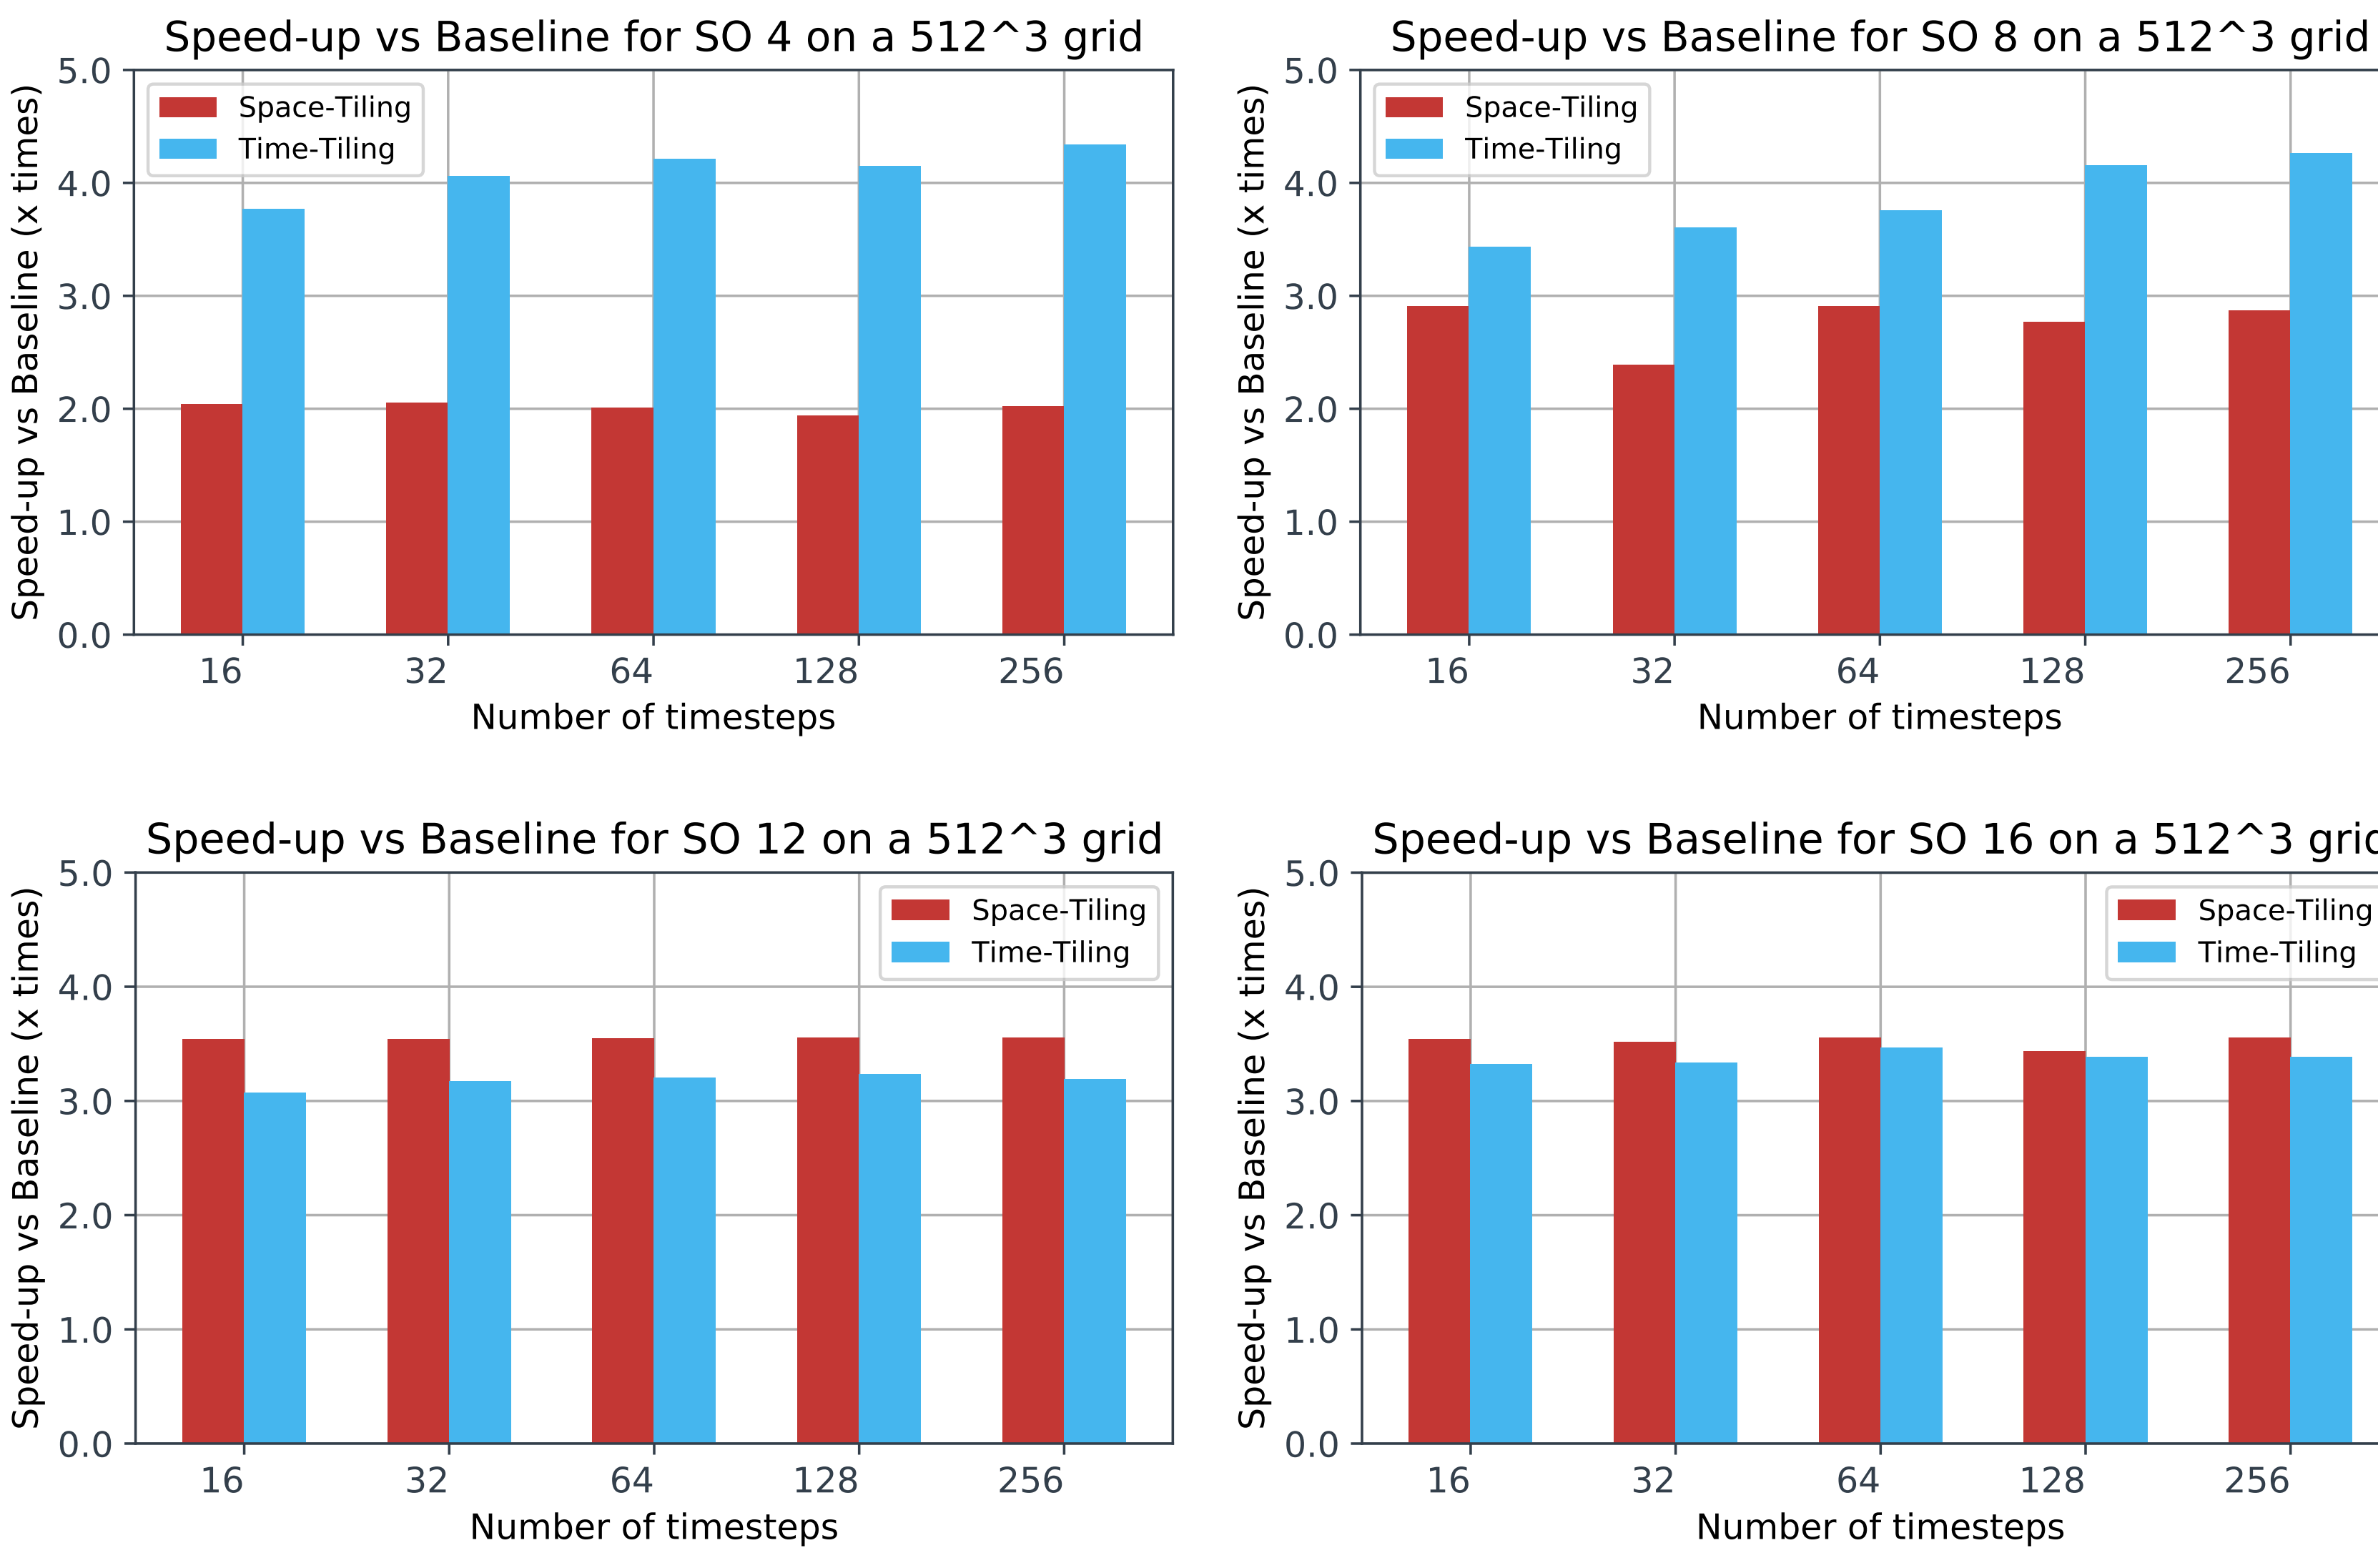 Speed-up vs Baseline for SO 4 on a 512^3 grid
Speed-up vs Baseline (x times)
5.0
4.0
3.0
2.0
1.0
0.0
Space-Tiling
Time-Tiling
16 32 64 128 256
Number of timesteps
Speed-up vs Baseline for SO 8 on a 512^3 grid
Speed-up vs Baseline (x times)
5.0
4.0
3.0
2.0
1.0
0.0
Space-Tiling
Time-Tiling
16 32 64 128 256
Number of timesteps
Speed-up vs Baseline for SO 12 on a 512^3 grid
Speed-up vs Baseline (x times)
5.0
4.0
3.0
2.0
1.0
0.0
Space-Tiling
Time-Tiling
16 32 64 128 256
Number of timesteps
Speed-up vs Baseline for SO 16 on a 512^3 grid
Speed-up vs Baseline (x times)
5.0
4.0
3.0
2.0
1.0
0.0
Space-Tiling
Time-Tiling
16 32 64 128 256
Number of timesteps